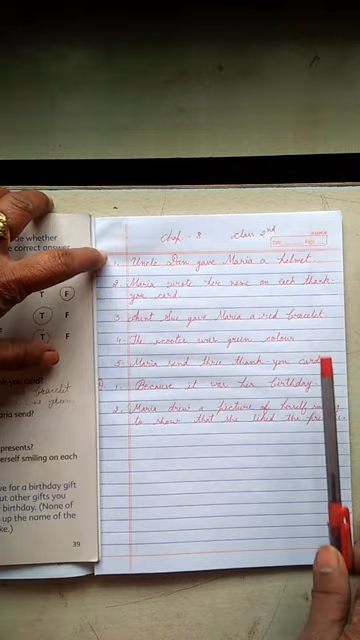 Chap - 8 Class 2nd
Date Page
1. Uncle Dan gave Maria a helmet.
2. Maria wrote her name on each thank-
you card
3. Aunt Sue gave Maria a red bracelet
4. The scooter was green colour.
5. Maria send three thank-you cards
Q. 1. Because it was her birthday.
2. Maria drew a picture of herself
to show that she liked the
de whether
e correct answer
T F
T F
T F
nk-you card?
bracelet
green
aria send?
presents?
erself smiling on each
ve for a birthday gift
ut other gifts you
birthday. (None of
up the name of the
ke.)
39